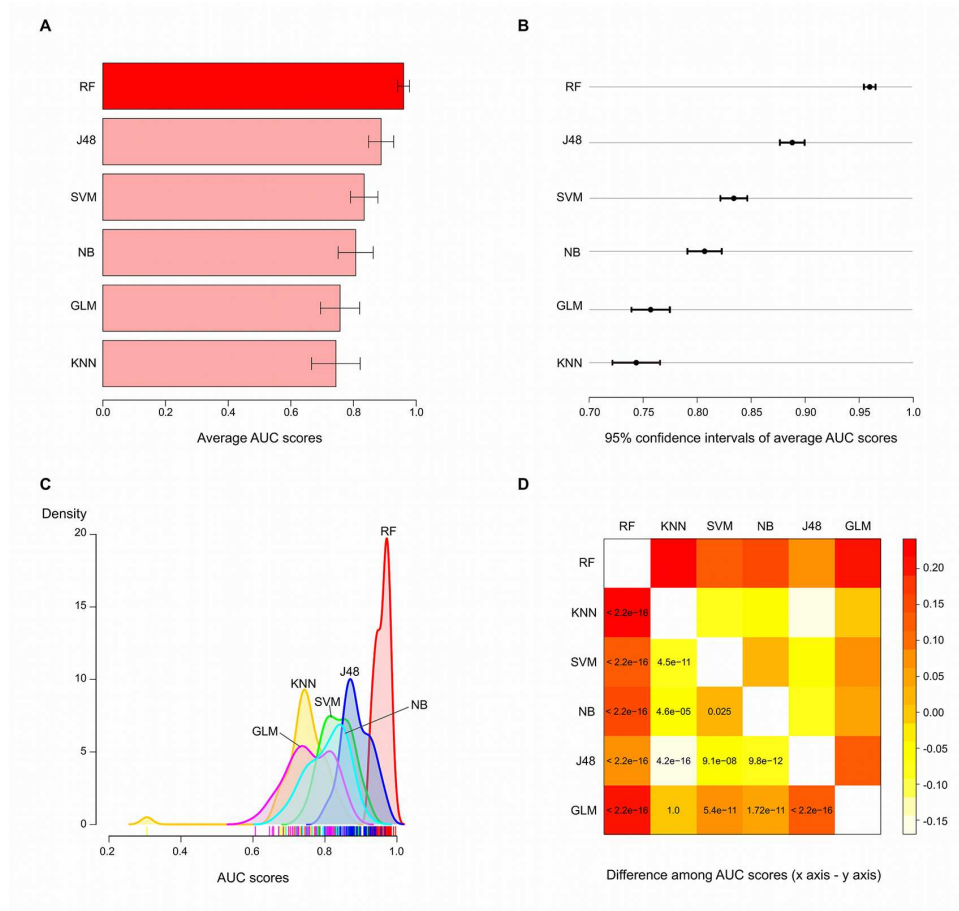 A
RF
J48
SVM
NB
GLM
KNN
0.0 0.2 0.4 0.6 0.8 1.0
Average AUC scores
B
RF
J48
SVM
NB
GLM
KNN
0.70 0.75 0.80 0.85 0.90 0.95 1.0
95% confidence intervals of average AUC scores
C
Density
20
15
10
5
0
RF
J48
KNN
SVM
NB
GLM
0.2 0.4 0.6 0.8 1.0
AUC scores
D
RF KNN SVM NB J48 GLM
RF
KNN < 2.2e−16
SVM < 2.2e−16 4.5e−11
NB < 2.2e−16 4.6e−05 0.025
J48 < 2.2e−16 4.2e−16 9.1e−08 9.8e−12
GLM < 2.2e−16 1.0 5.4e−11 1.72e−11 < 2.2e−16
0.20
0.15
0.10
0.05
0.00
-0.05
-0.10
-0.15
Difference among AUC scores (x axis - y axis)